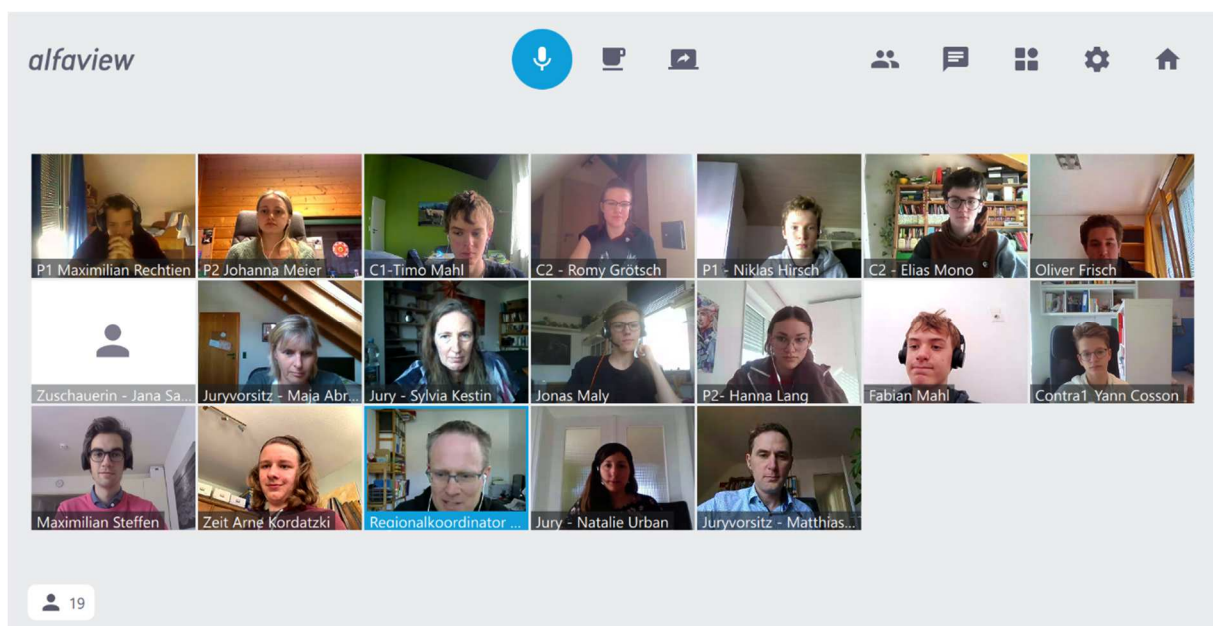 alfaview
P1 Maximilian Rechtien
P2 Johanna Meier
C1-Timo Mahl
C2 - Romy Grötsch
P1 - Niklas Hirsch
C2 - Elias Mono
Oliver Frisch
Zuschauerin - Jana Sa...
Juryvorsitz - Maja Abr...
Jury - Sylvia Kestin
Jonas Maly
P2- Hanna Lang
Fabian Mahl
Contra1 Yann Cosson...
Maximilian Steffen
Zeit Arne Kordatzki
Regionalkoordinator ...
Jury - Natalie Urban
Juryvorsitz - Matthias...
19